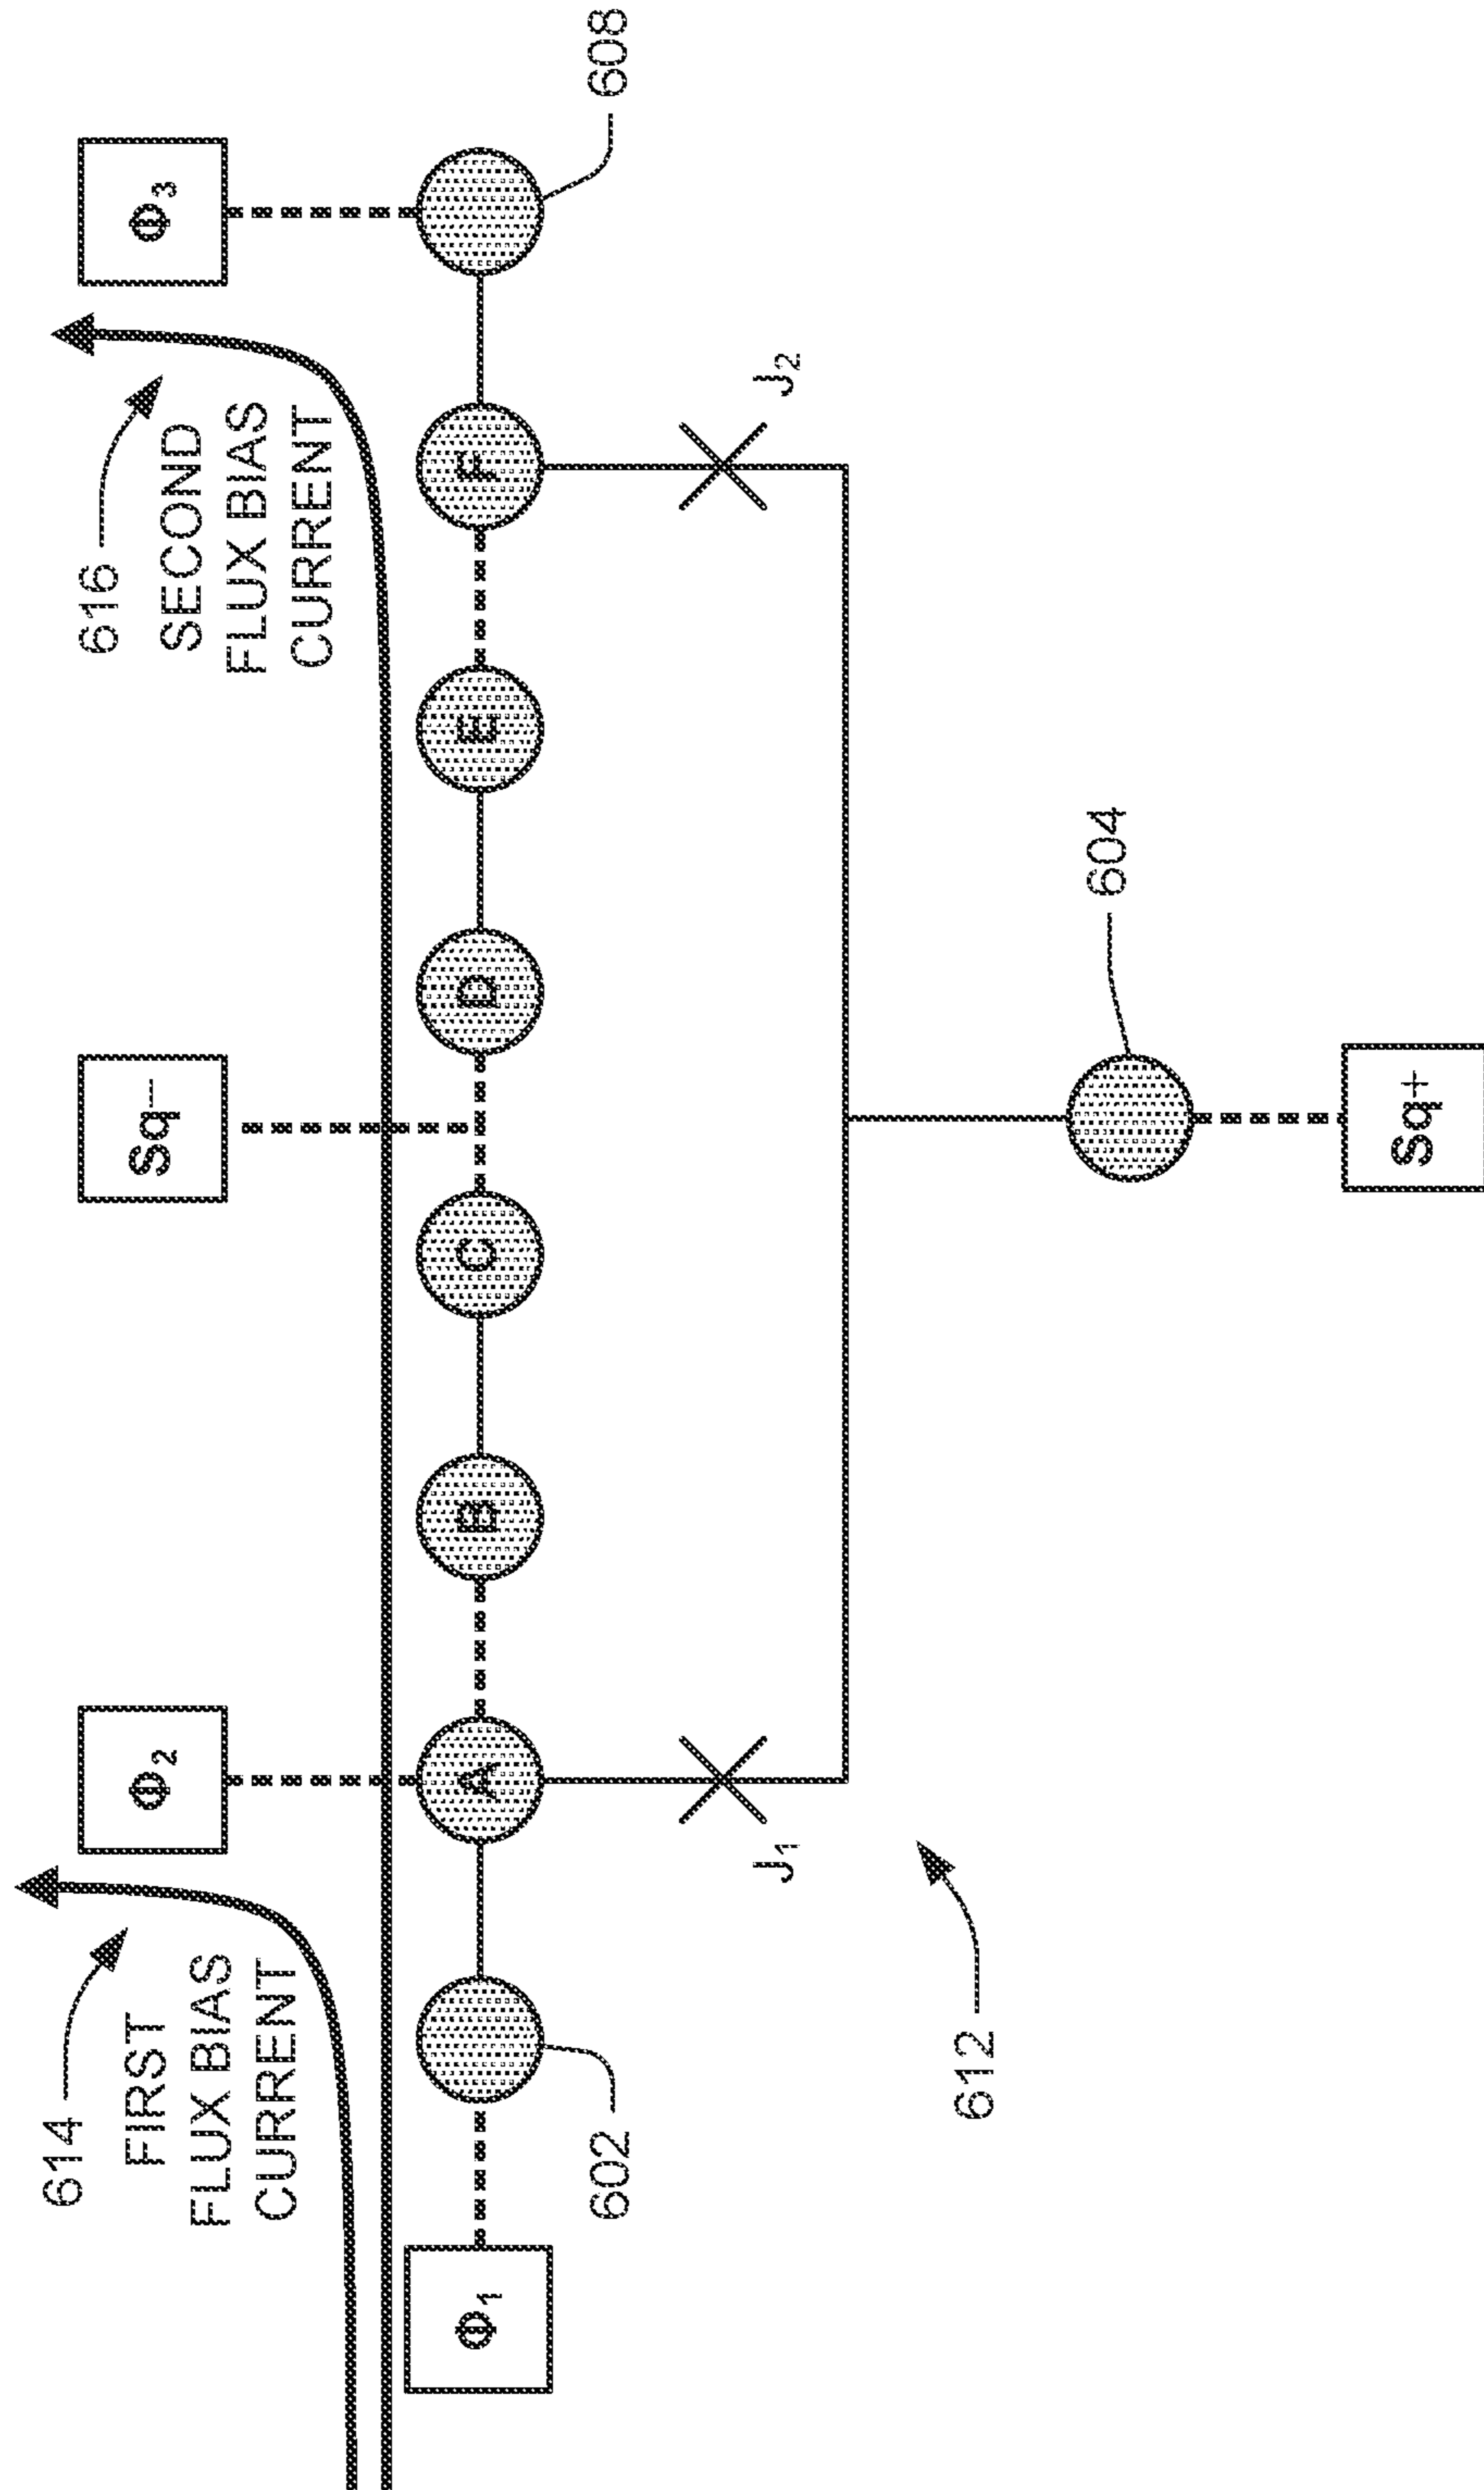 614
FIRST
FLUX BIAS
CURRENT
616
SECOND
FLUX BIAS
CURRENT
Φ2
Sq−
Φ3
Φ1
A
B
C
D
E
F
602
608
J1
J2
612
604
Sq+